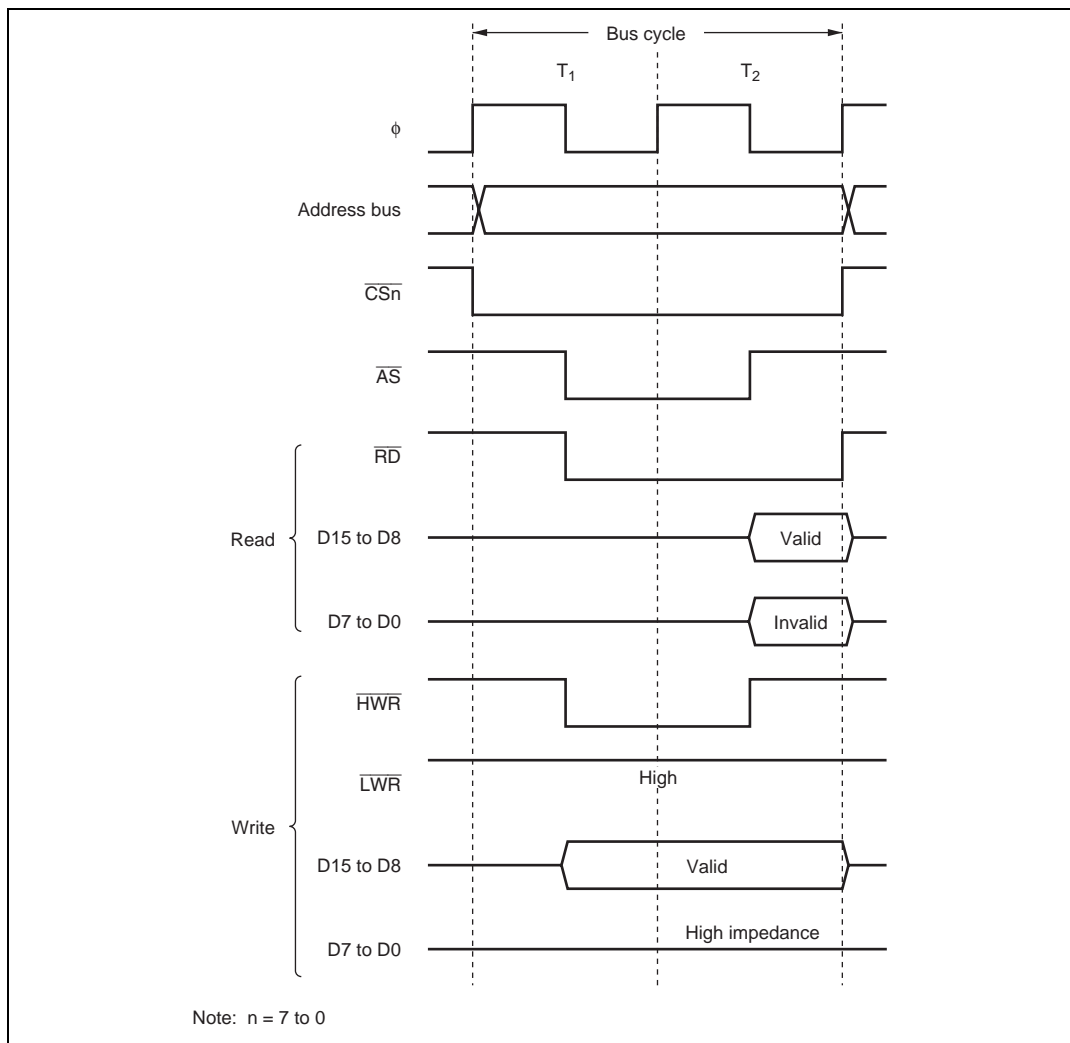 Bus cycle
T1 T2
ϕ
Address bus
CSn
AS
RD
Read
D15 to D8 Valid
D7 to D0 Invalid
HWR
LWR High
Write
D15 to D8 Valid
High impedance
D7 to D0
Note: n = 7 to 0